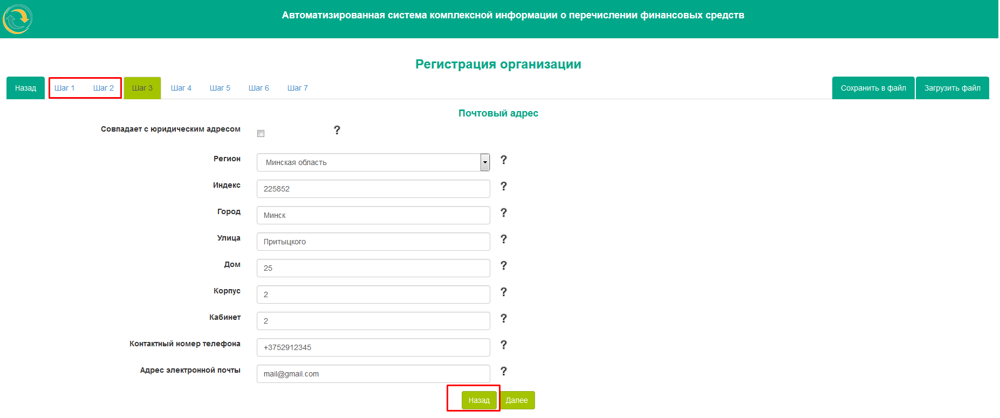 Автоматизированная система комплексной информации о перечислении финансовых средств
Регистрация организации
Назад Шаг 1 Шаг 2 Шаг 3 Шаг 4 Шаг 5 Шаг 6 Шаг 7 Сохранить в файл Загрузить файл
Почтовый адрес
Совпадает с юридическим адресом ?
Регион Минская область ?
Индекс 225852 ?
Город Минск ?
Улица Притыцкого ?
Дом 25 ?
Корпус 2 ?
Кабинет 2 ?
Контактный номер телефона +3752912345 ?
Адрес электронной почты mail@gmail.com ?
Назад Далее